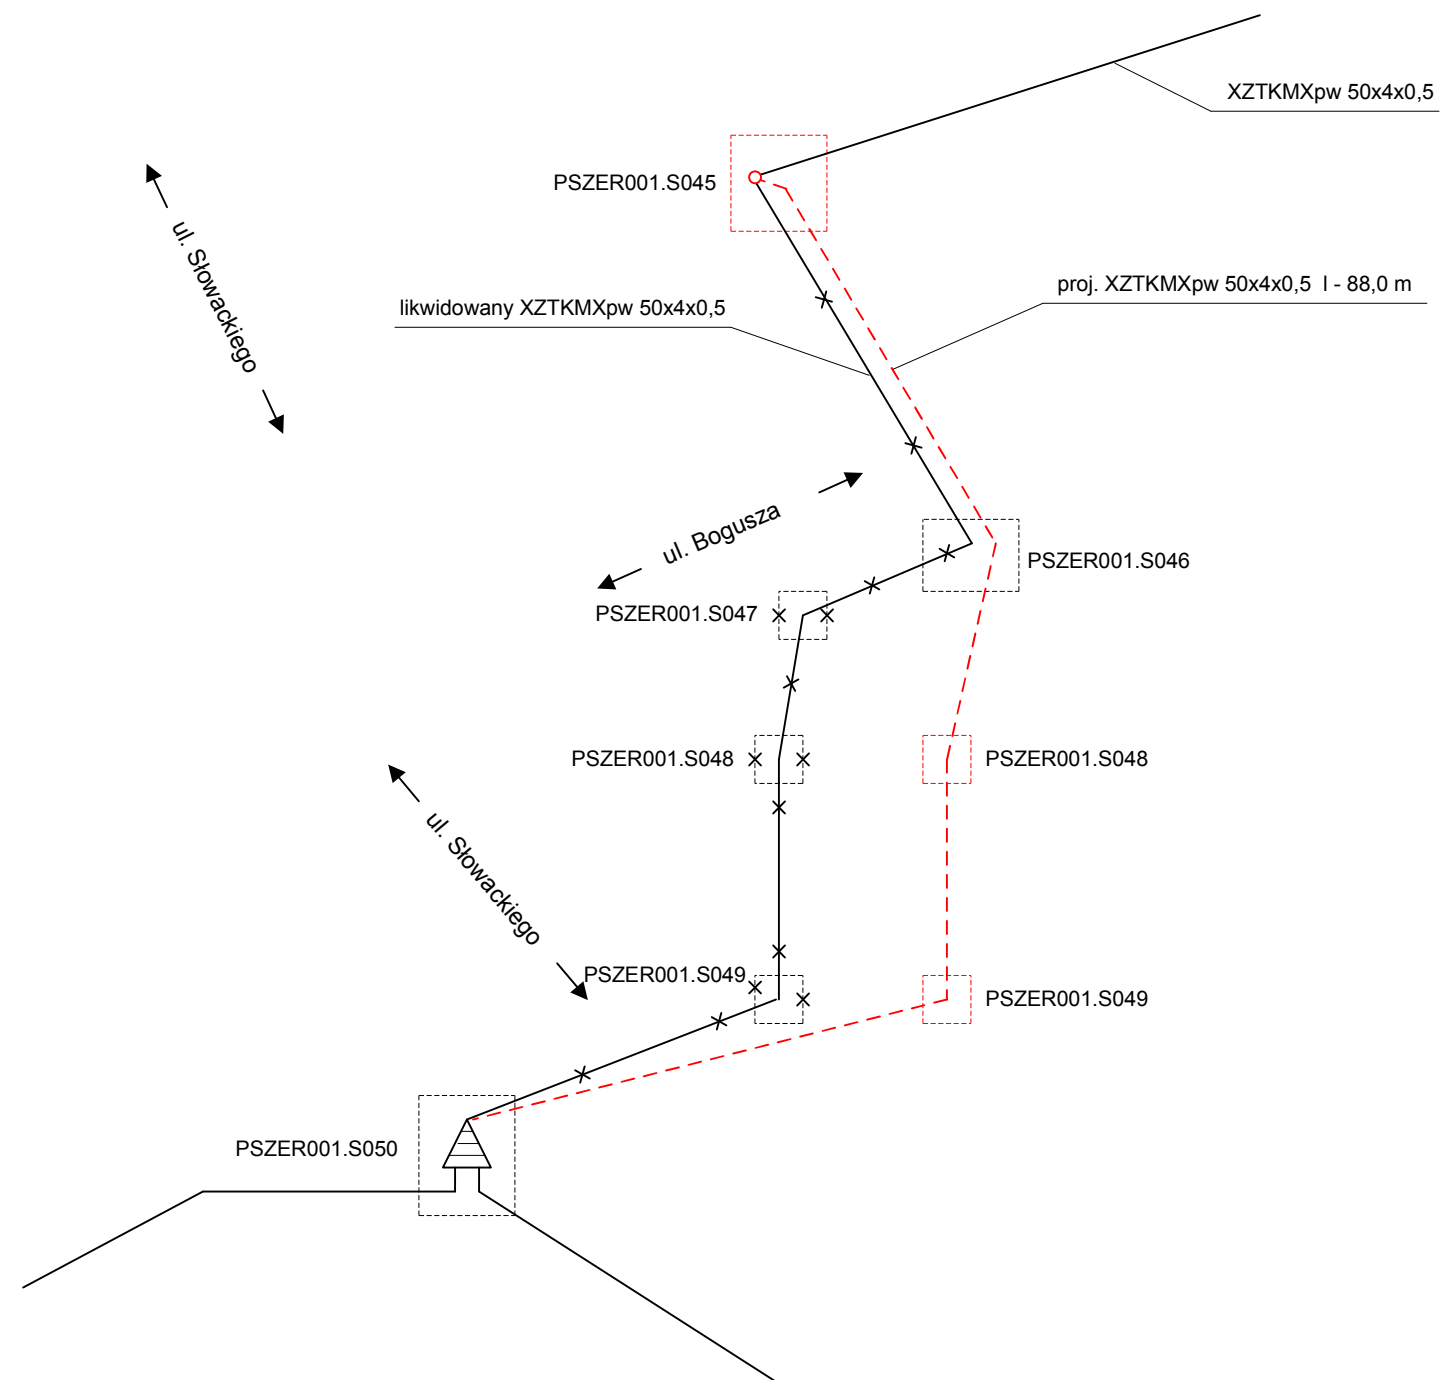 XZTKMXpw 50x4x0,5
PSZER001.S045
ul. Słowackiego
proj. XZTKMXpw 50x4x0,5 l - 88,0 m
likwidowany XZTKMXpw 50x4x0,5
ul. Bogusza
PSZER001.S046
PSZER001.S047
PSZER001.S048
PSZER001.S048
ul. Słowackiego
PSZER001.S049
PSZER001.S049
PSZER001.S050